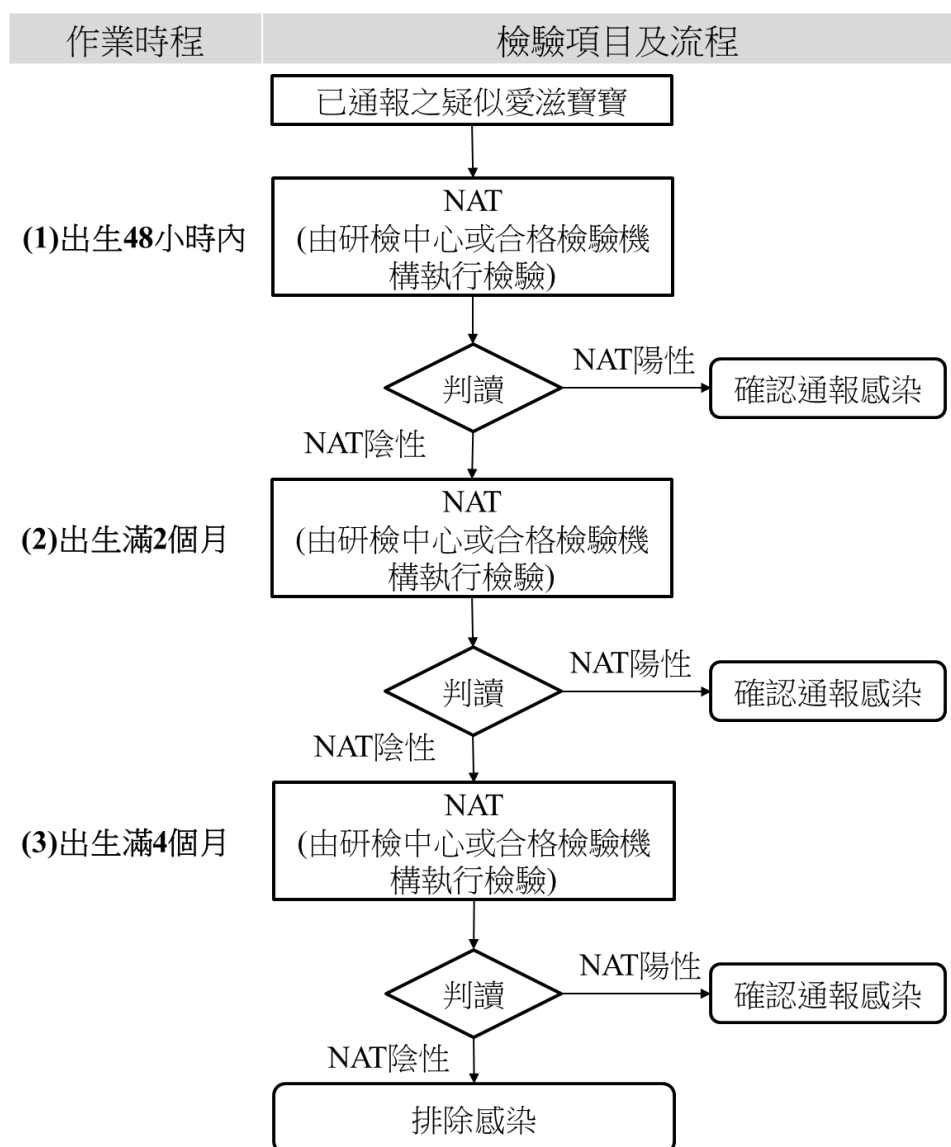 作業時程
檢驗項目及流程
已通報之疑似愛滋寶寶
(1)出生48小時內
NAT
(由研檢中心或合格檢驗機
構執行檢驗)
判讀
NAT陽性
確認通報感染
NAT陰性
(2)出生滿2個月
NAT
(由研檢中心或合格檢驗機
構執行檢驗)
判讀
NAT陽性
確認通報感染
NAT陰性
(3)出生滿4個月
NAT
(由研檢中心或合格檢驗機
構執行檢驗)
判讀
NAT陽性
確認通報感染
NAT陰性
排除感染